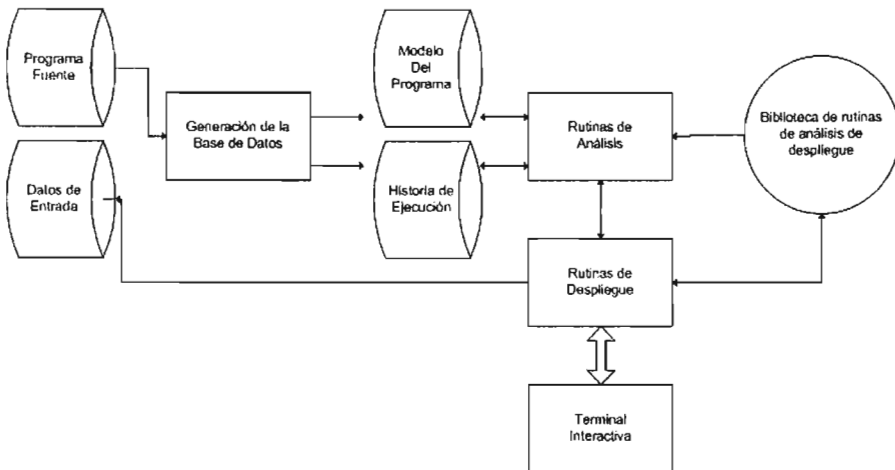 Programa
Fuente
Modelo
Del
Programa
Generación de la
Base de Datos
Rutinas de
Análisis
Biblioteca de rutinas
de análisis de
despliegue
Datos de
Entrada
Historia de
Ejecución
Rutinas de
Despliegue
Terminal
Interactiva